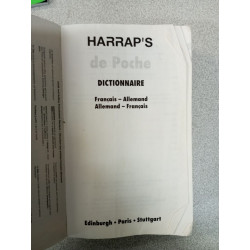 HARRAP'S
de Poche
DICTIONNAIRE
Français – Allemand
Allemand – Français
Edinburgh • Paris • Stuttgart